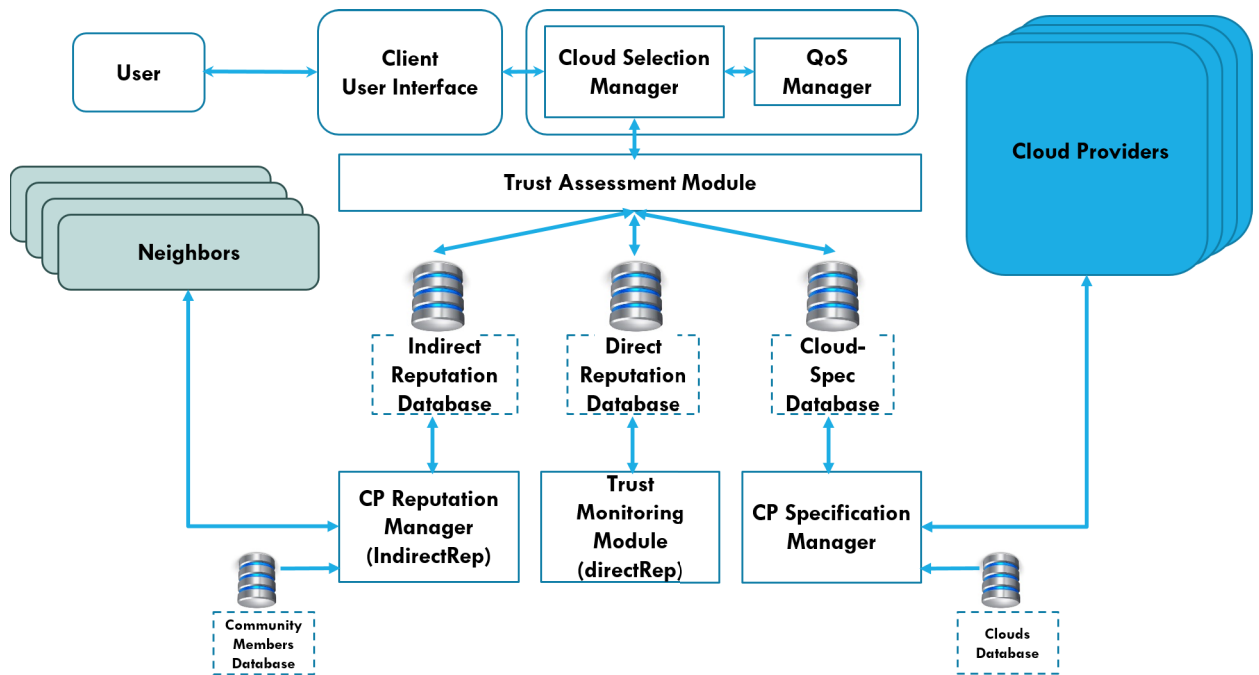 User
Client
User Interface
Cloud Selection
Manager
QoS
Manager
Cloud Providers
Trust Assessment Module
Neighbors
Indirect
Reputation
Database
Direct
Reputation
Database
Cloud-
Spec
Database
CP Reputation
Manager
(IndirectRep)
Trust
Monitoring
Module
(directRep)
CP Specification
Manager
Community
Members
Database
Clouds
Database